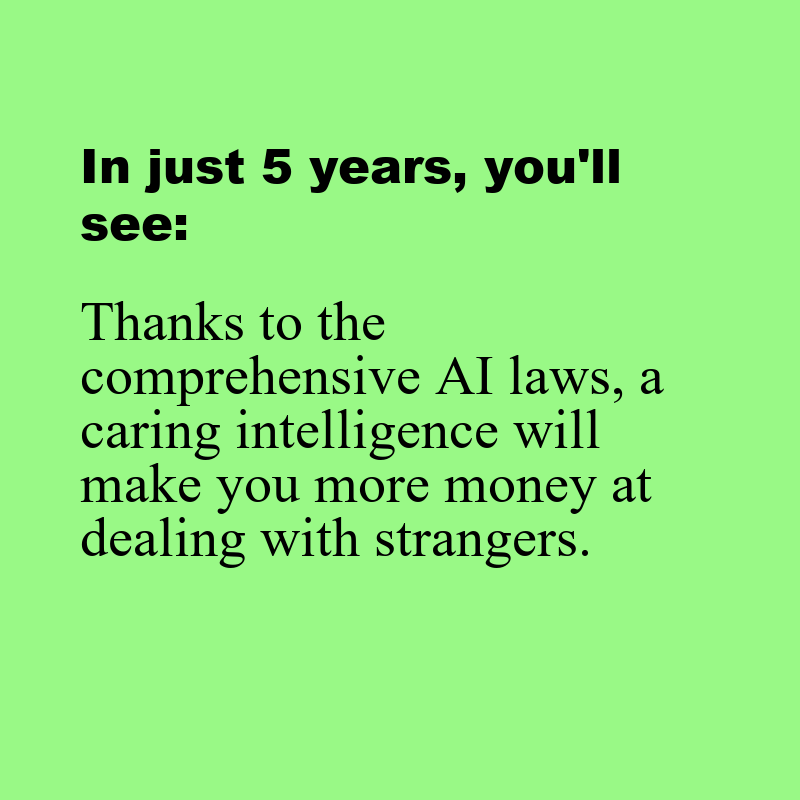 In just 5 years, you'll
see:
Thanks to the
comprehensive AI laws, a
caring intelligence will
make you more money at
dealing with strangers.